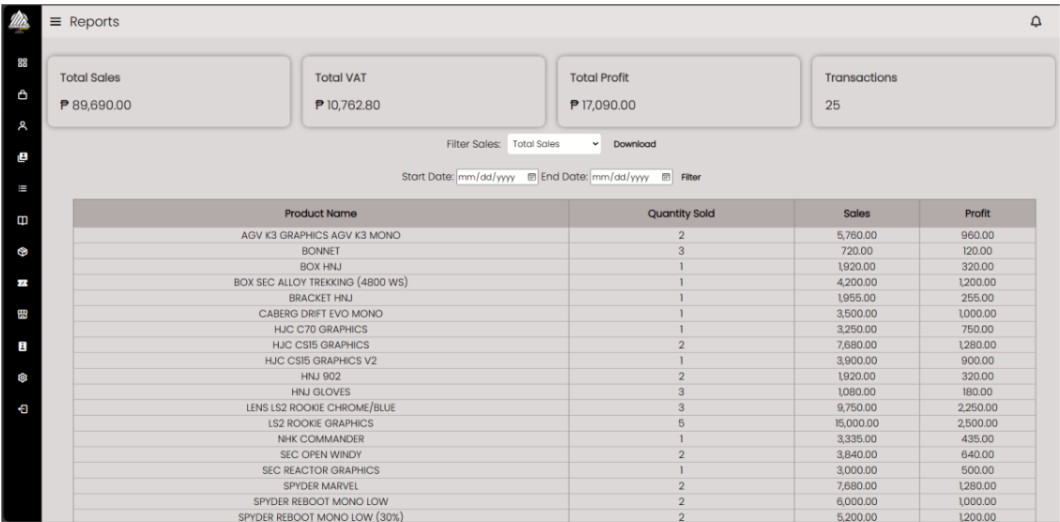 Reports
Total Sales
₱ 89,690.00
Total VAT
₱ 10,762.80
Total Profit
₱ 17,090.00
Transactions
25
Filter Sales: Total Sales Download
Start Date: mm/dd/yyyy End Date: mm/dd/yyyy Filter
Product Name Quantity Sold Sales Profit
AGV K3 GRAPHICS AGV K3 MONO 2 5,760.00 960.00
BONNET 3 720.00 120.00
BOX HNJ 1 1,920.00 320.00
BOX SEC ALLOY TREKKING (4800 WS) 1 4,200.00 1,200.00
BRACKET HNJ 1 1,955.00 255.00
CABERG DRIFT EVO MONO 1 3,500.00 1,000.00
HJC C70 GRAPHICS 1 3,250.00 750.00
HJC CS15 GRAPHICS 2 7,680.00 1,280.00
HJC CS15 GRAPHICS V2 1 3,900.00 900.00
HNJ 902 2 1,920.00 320.00
HNJ GLOVES 3 1,080.00 180.00
LENS LS2 ROOKIE CHROME/BLUE 3 9,750.00 2,250.00
LS2 ROOKIE GRAPHICS 5 15,000.00 2,500.00
NHK COMMANDER 1 3,335.00 435.00
SEC OPEN WINDY 2 3,840.00 640.00
SEC REACTOR GRAPHICS 1 3,000.00 500.00
SPYDER MARVEL 2 7,680.00 1,280.00
SPYDER REBOOT MONO LOW 2 6,000.00 1,000.00
SPYDER REBOOT MONO LOW (30%) 2 5,200.00 1,200.00